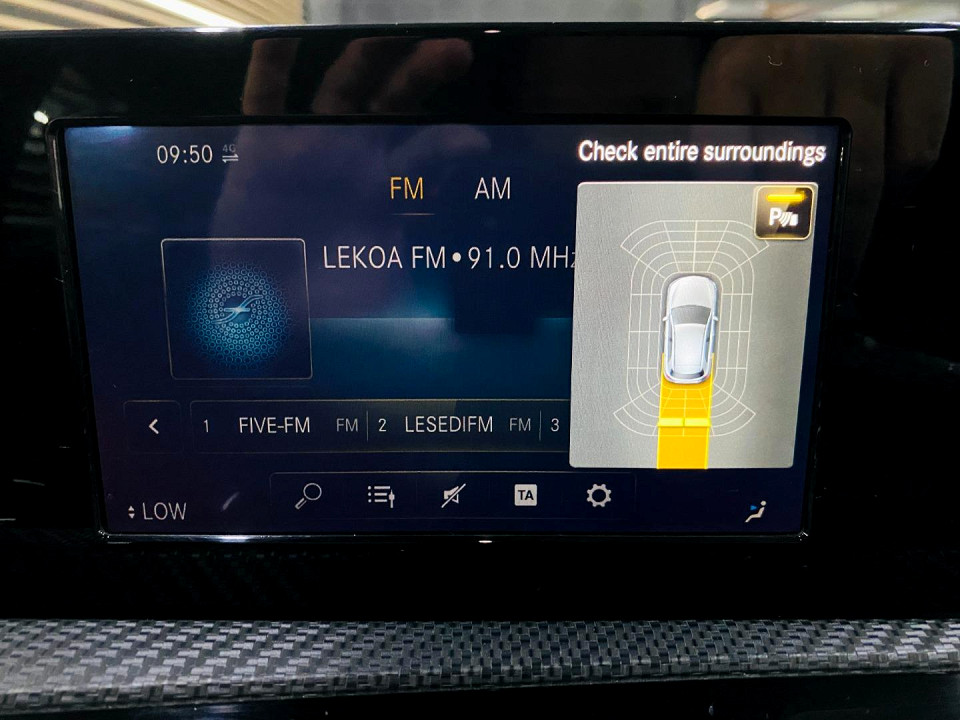 09:50 4G
Check entire surroundings
FM AM
P
LEKOA FM•91.0 MHz
1 FIVE-FM FM 2 LESEDIFM FM 3
TA
LOW